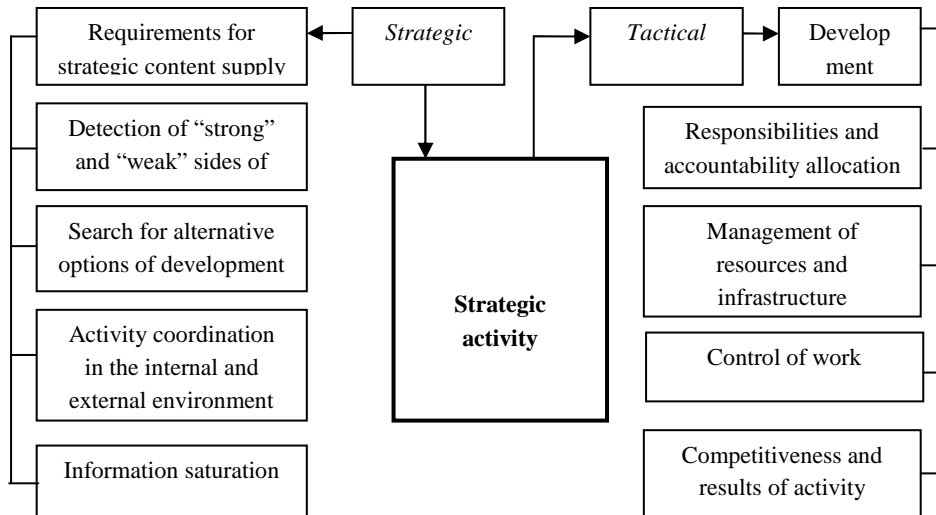 Requirements for
strategic content supply
Strategic
Tactical
Develop
ment
Detection of “strong”
and “weak” sides of
Responsibilities and
accountability allocation
Search for alternative
options of development
Management of
resources and
infrastructure
Strategic
activity
Activity coordination
in the internal and
external environment
Control of work
Information saturation
Competitiveness and
results of activity